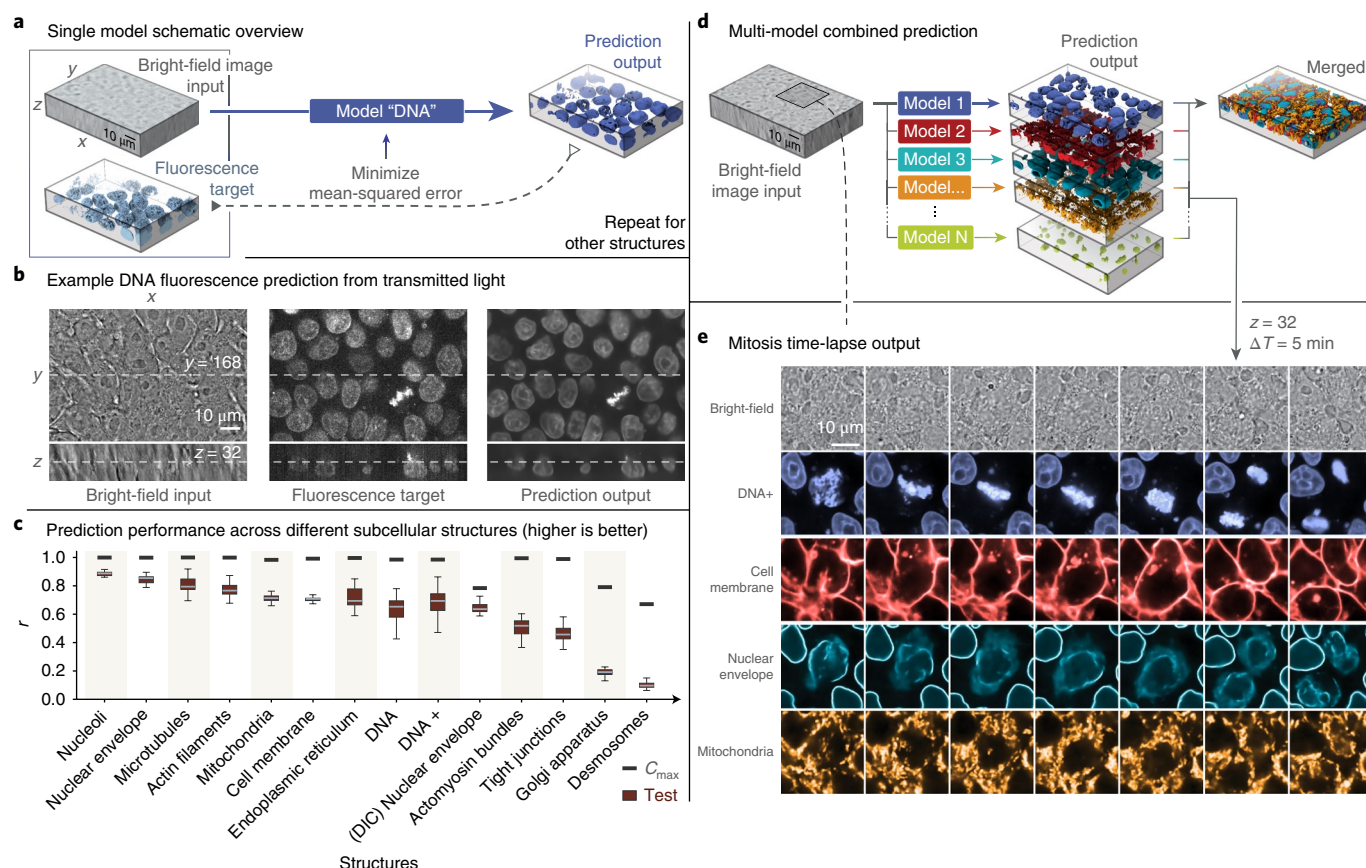 a
Single model schematic overview
Bright-field image
input
y
z
x
10
μm
Model “DNA”
Prediction
output
Fluorescence
target
Minimize
mean-squared error
Repeat for
other structures
b
Example DNA fluorescence prediction from transmitted light
x
y
z
y = 168
10 μm
z = 32
Bright-field input
Fluorescence target
Prediction output
c
Prediction performance across different subcellular structures (higher is better)
r
1.0
0.8
0.6
0.4
0.2
0.0
Nucleoli
Nuclear envelope
Microtubules
Actin filaments
Mitochondria
Cell membrane
Endoplasmic reticulum
DNA
DNA +
(DIC) Nuclear envelope
Actomyosin bundles
Tight junctions
Golgi apparatus
Desmosomes
Cmax
Test
Structures
d
Multi-model combined prediction
10
μm
Bright-field
image input
Model 1
Model 2
Model 3
Model...
Model N
Prediction
output
Merged
z = 32
ΔT = 5 min
e
Mitosis time-lapse output
Bright-field
10 μm
DNA+
Cell
membrane
Nuclear
envelope
Mitochondria